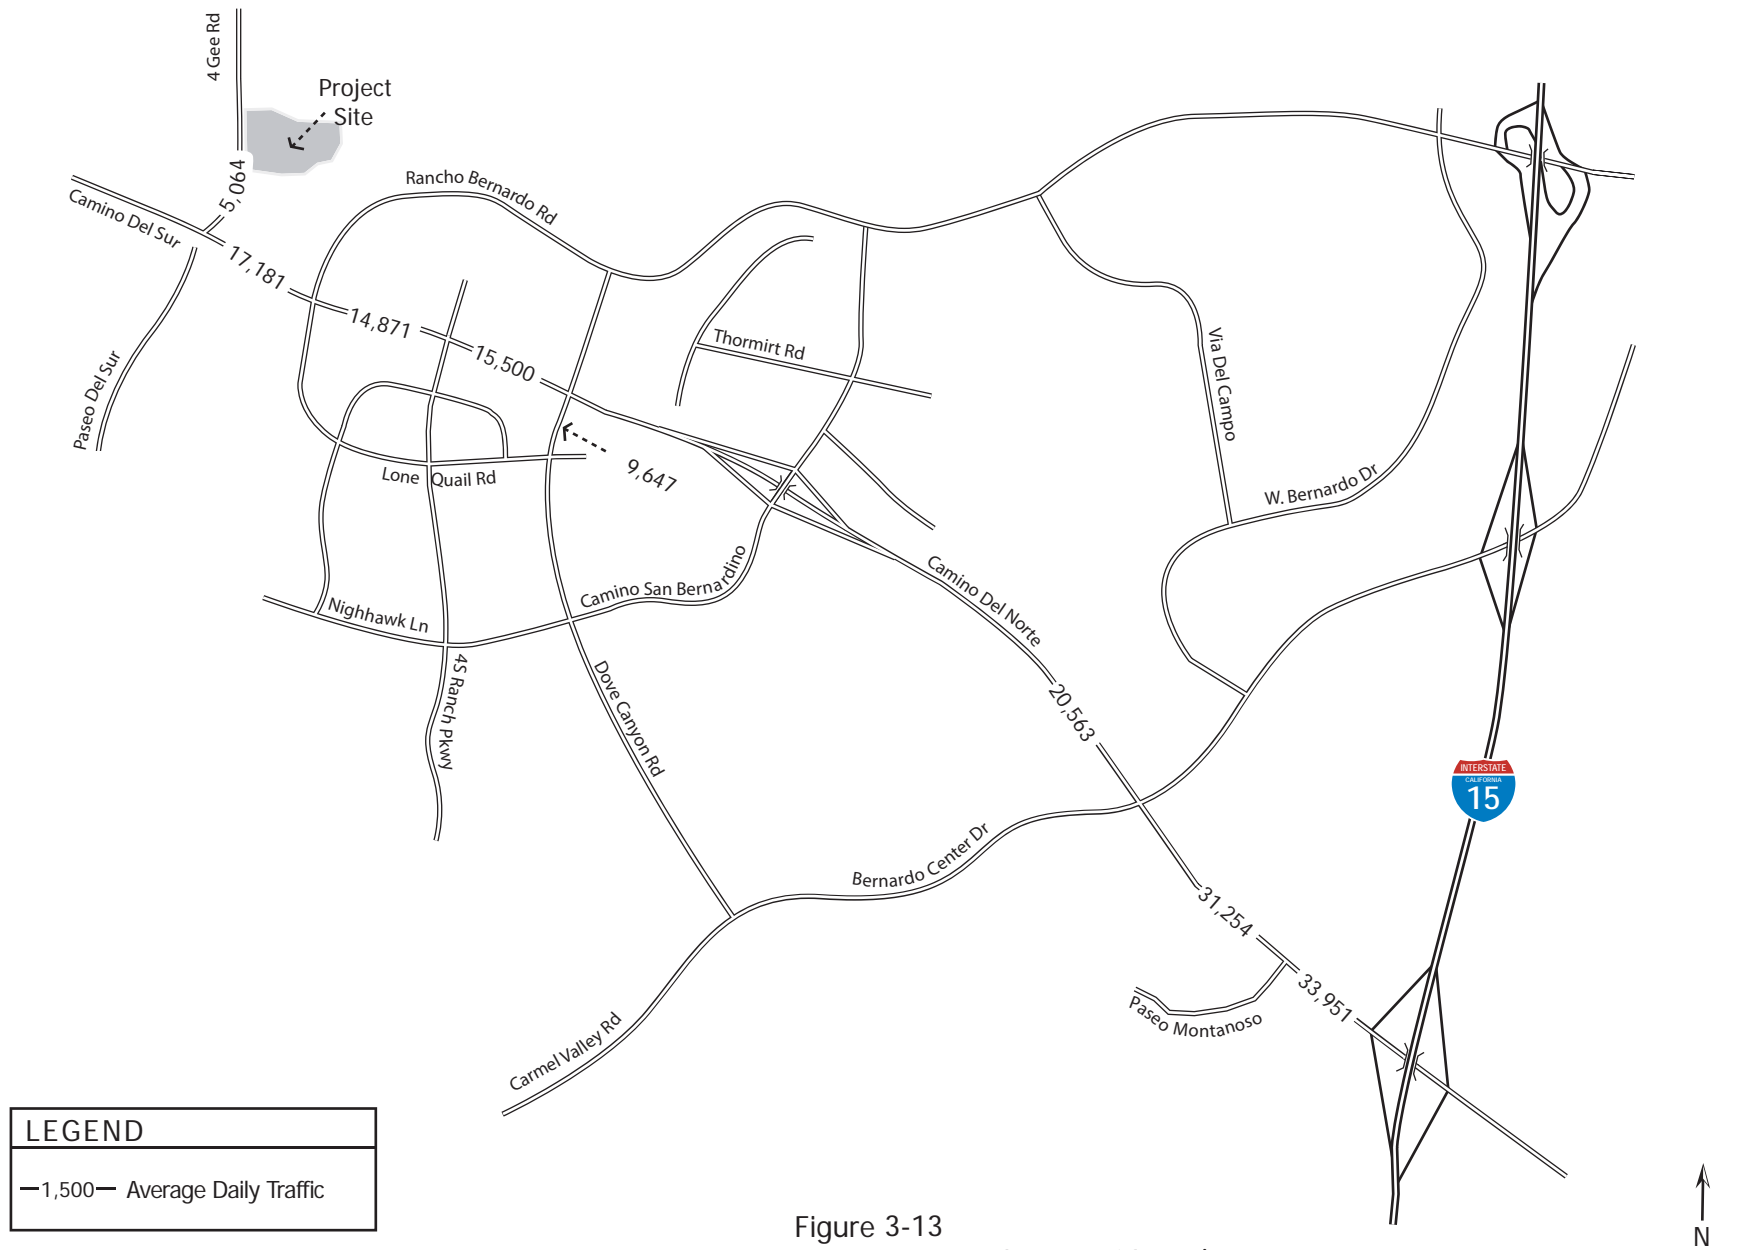 4 Gee Rd
Project
Site
5,064
Camino Del Sur
17,181
Rancho Bernardo Rd
14,871
15,500
Thormirt Rd
Paseo Del Sur
Lone Quail Rd
9,647
Via Del Campo
W. Bernardo Dr
Nighhawk Ln
Camino San Bernardino
Camino Del Norte
4S Ranch Pkwy
Dove Canyon Rd
20,563
INTERSTATE
CALIFORNIA
15
Bernardo Center Dr
31,254
33,951
Paseo Montanoso
Carmel Valley Rd
LEGEND
1,500 Average Daily Traffic
Figure 3-13
N